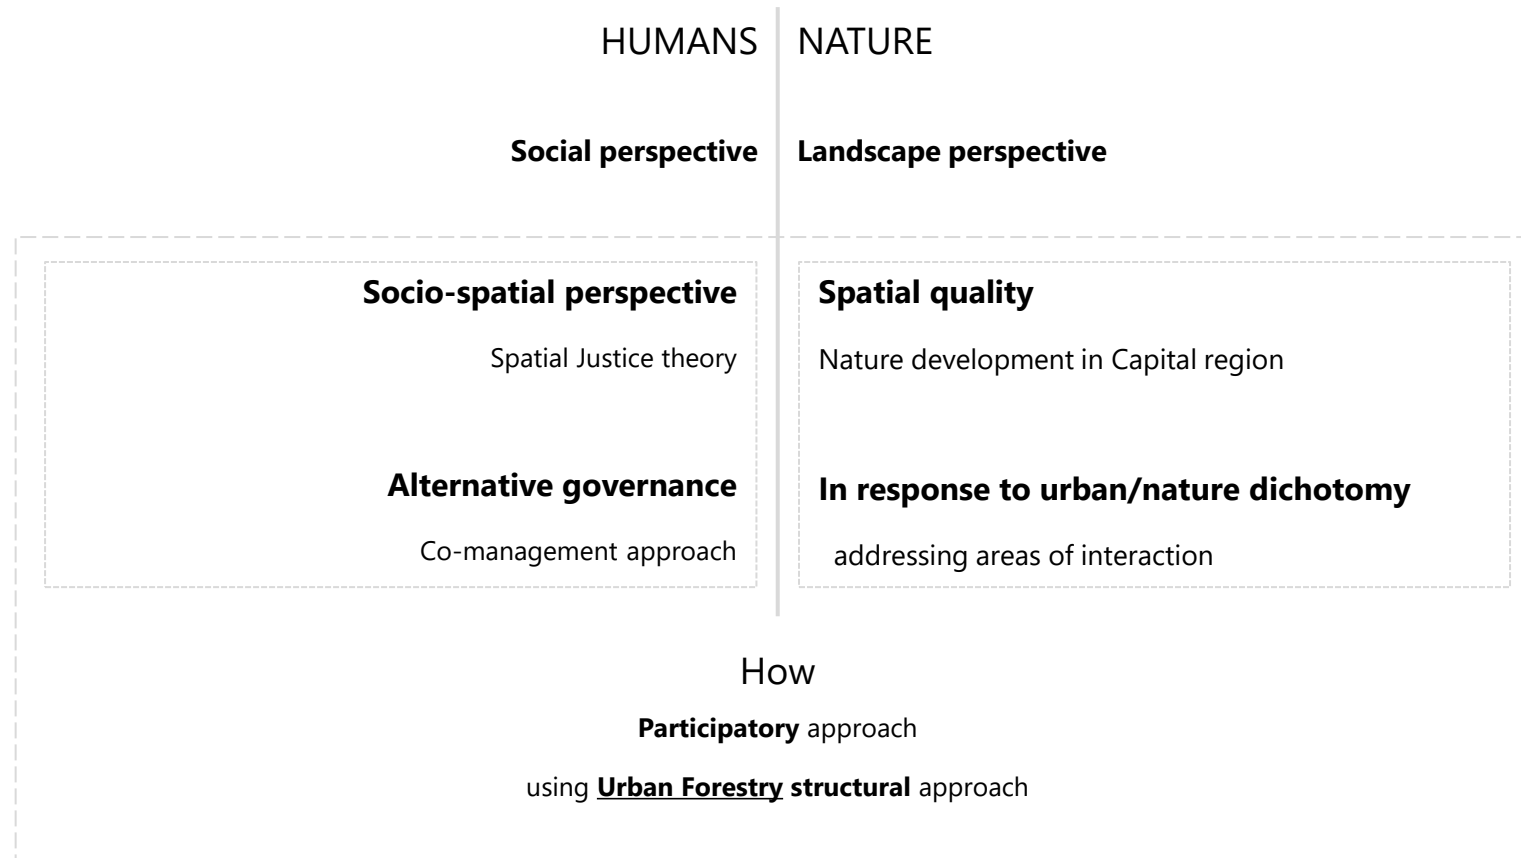 HUMANS
NATURE
Social perspective
Landscape perspective
Socio-spatial perspective
Spatial Justice theory
Alternative governance
Co-management approach
Spatial quality
Nature development in Capital region
In response to urban/nature dichotomy
addressing areas of interaction
How
Participatory approach
using Urban Forestry structural approach